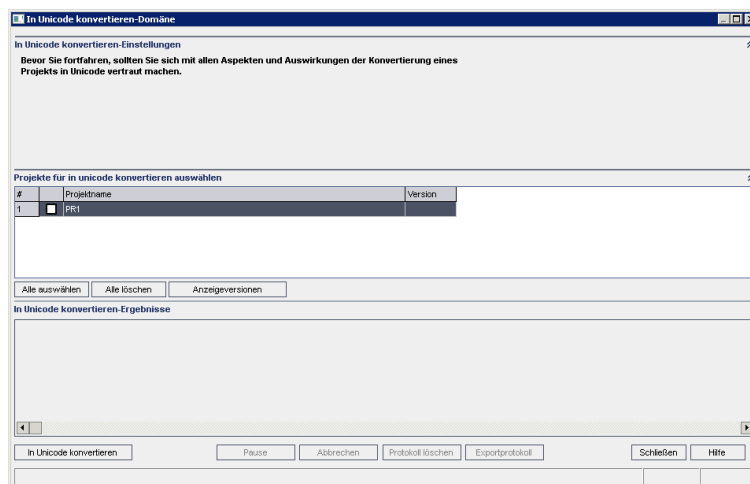 In Unicode konvertieren-Domäne
In Unicode konvertieren-Einstellungen
Bevor Sie fortfahren, sollten Sie sich mit allen Aspekten und Auswirkungen der Konvertierung eines
Projekts in Unicode vertraut machen.
Projekte für in unicode konvertieren auswählen
# Projektname Version
1 PR1
Alle auswählen Alle löschen Anzeigeversionen
In Unicode konvertieren-Ergebnisse
In Unicode konvertieren Pause Abbrechen Protokoll löschen Exportprotokoll Schließen Hilfe